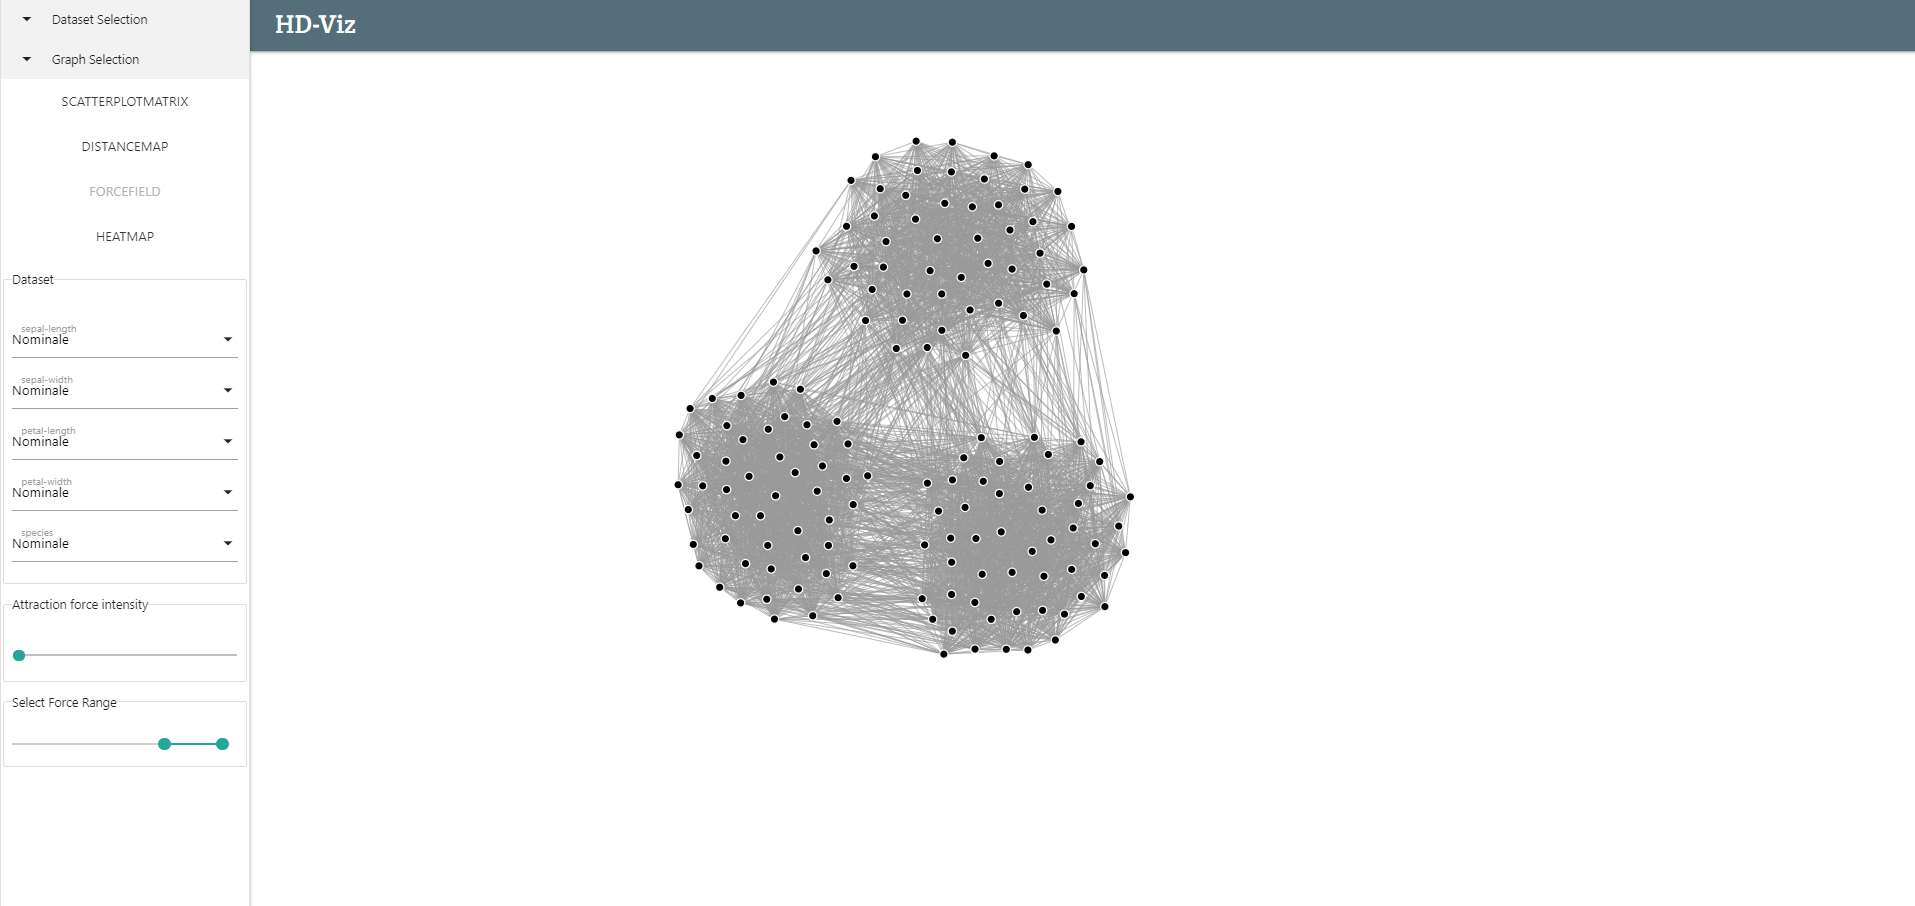 Dataset Selection
HD-Viz
Graph Selection
SCATTERPLOTMATRIX
DISTANCEMAP
FORCEFIELD
HEATMAP
Dataset
sepal-length
Nominale
sepal-width
Nominale
petal-length
Nominale
petal-width
Nominale
species
Nominale
Attraction force intensity
Select Force Range